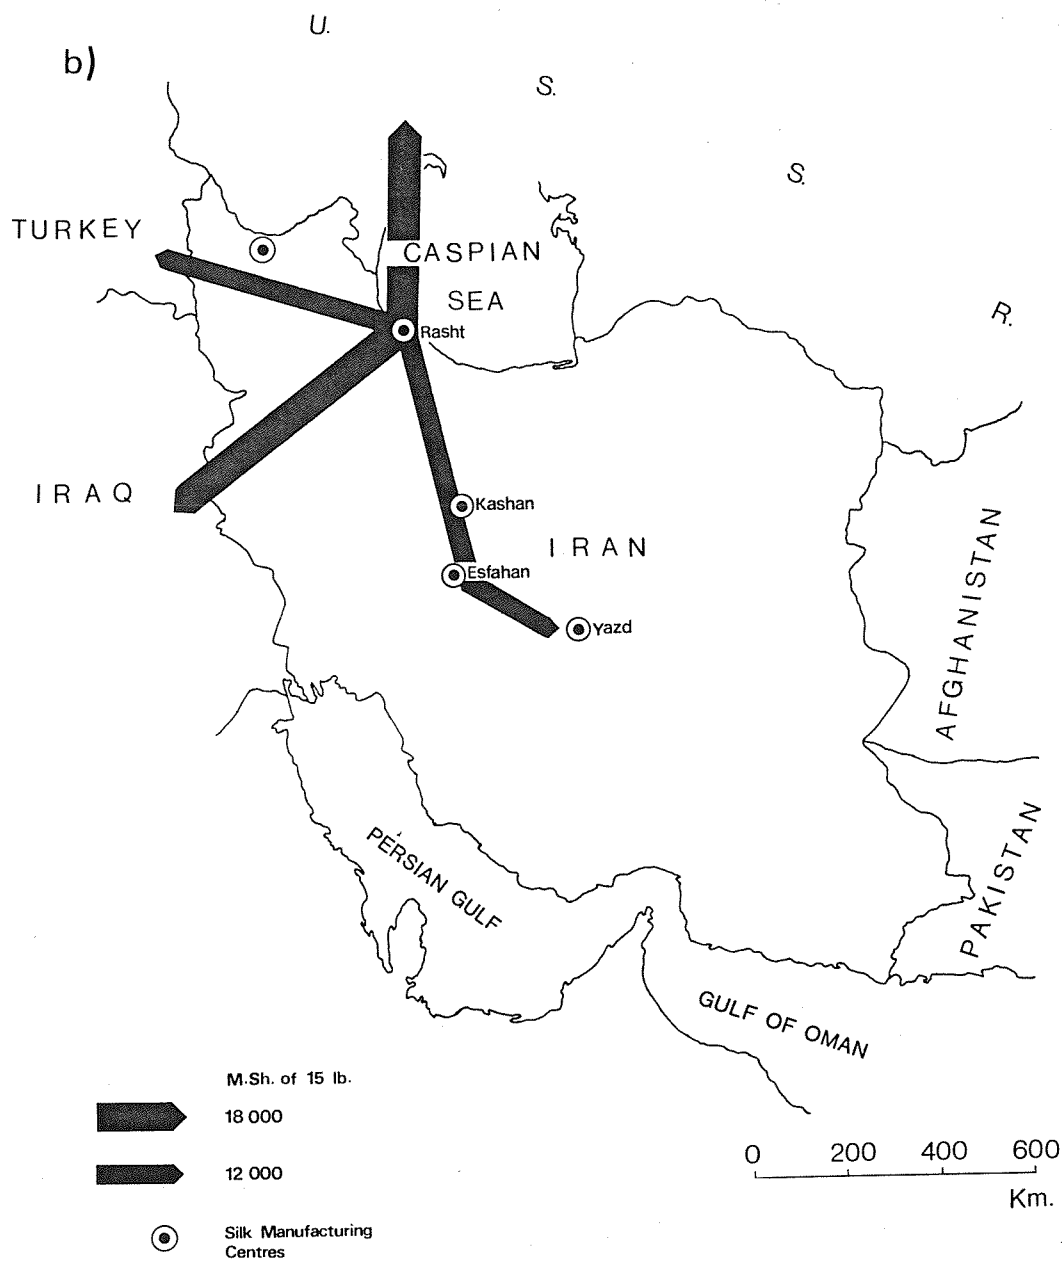 b)
U.
S.
S.
R.
TURKEY
CASPIAN
SEA
Rasht
IRAQ
Kashan
IRAN
Esfahan
Yazd
AFGHANISTAN
PAKISTAN
PERSIAN GULF
GULF OF OMAN
M.Sh. of 15 lb.
18 000
12 000
Silk Manufacturing
Centres
0 200 400 600
Km.